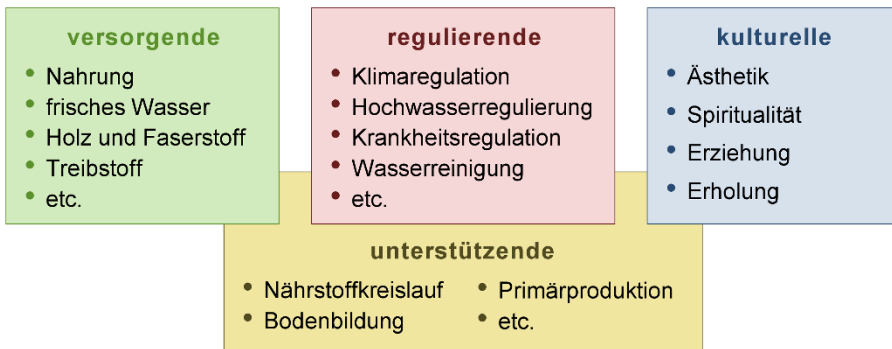 versorgende
• Nahrung
• frisches Wasser
• Holz und Faserstoff
• Treibstoff
• etc.
regulierende
• Klimaregulation
• Hochwasserregulierung
• Krankheitsregulation
• Wasserreinigung
• etc.
kulturelle
• Ästhetik
• Spiritualität
• Erziehung
• Erholung
unterstützende
• Nährstoffkreislauf
• Bodenbildung
• Primärproduktion
• etc.